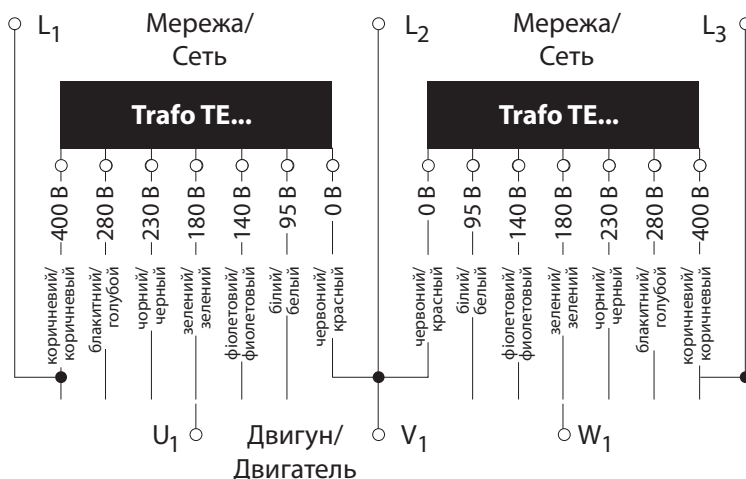 L1 Мережа/ L2 Мережа/ L3
Сеть Сеть
Trafo TE... Trafo TE...
400 В
280 В
230 В
180 В
140 В
95 В
0 В
0 В
95 В
140 В
180 В
230 В
280 В
400 В
коричневий/
коричневый
блакитний/
голубой
чорний/
черный
зелений/
зелений
фіолетовий/
фиолетовый
білий/
белый
червоний/
красный
червоний/
красный
білий/
белый
фіолетовий/
фиолетовый
зелений/
зелений
чорний/
черный
блакитний/
голубой
коричневий/
коричневый
U1 Двигун/ V1 W1
Двигатель